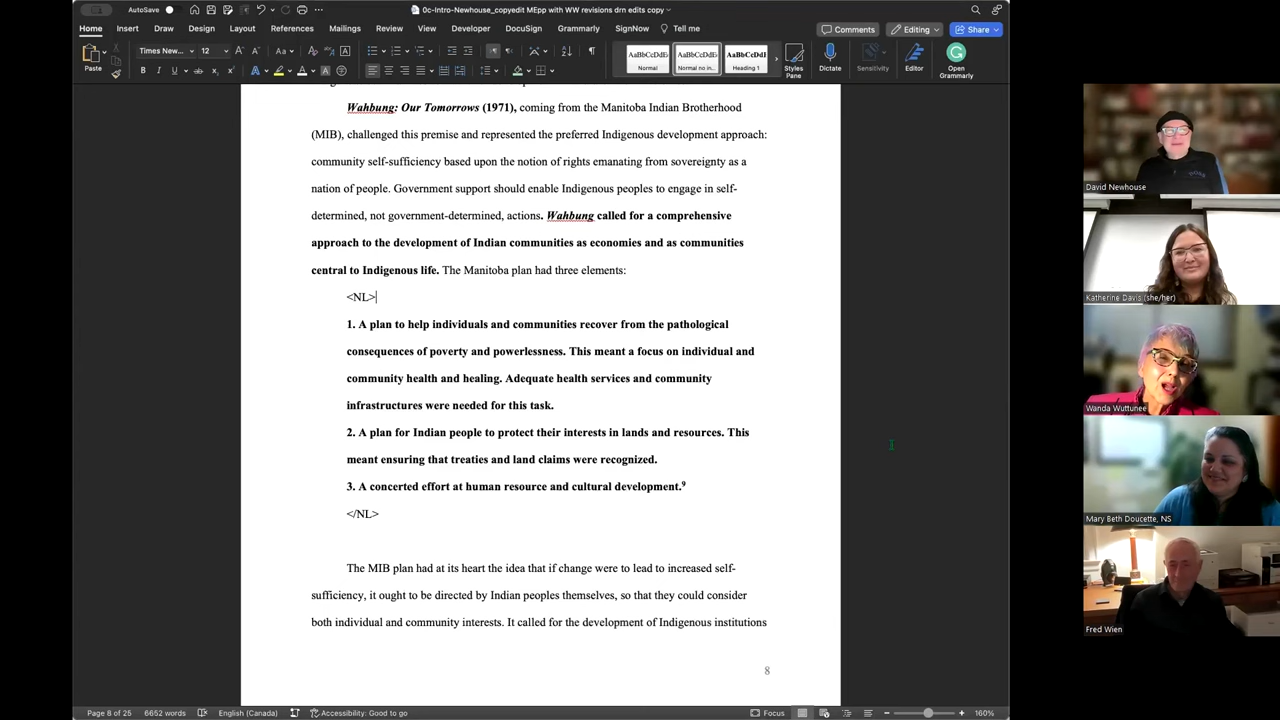 AutoSave
0c-Intro-Newhouse_copyedit MEpp with WW revisions drn edits copy
Home Insert Draw Design Layout References Mailings Review View Developer DocuSign Grammarly Acrobat SnowShoe Tell me Comments Editing Share
Times New... 12
Paste
AaBbCcDdE AaBbCcDdE AaBbCcDdE
Normal Normal no in... Heading 1
Styles Pane Dictate Sensitivity Editor Open Grammarly
Wahbung: Our Tomorrows (1971), coming from the Manitoba Indian Brotherhood
(MIB), challenged this premise and represented the preferred Indigenous development approach:
community self-sufficiency based upon the notion of rights emanating from sovereignty as a
nation of people. Government support should enable Indigenous peoples to engage in self-
determined, not government-determined, actions. Wahbung called for a comprehensive
approach to the development of Indian communities as economies and as communities
central to Indigenous life. The Manitoba plan had three elements:
<NL>
1. A plan to help individuals and communities recover from the pathological
consequences of poverty and powerlessness. This meant a focus on individual and
community health and healing. Adequate health services and community
infrastructures were needed for this task.
2. A plan for Indian people to protect their interests in lands and resources. This
meant ensuring that treaties and land claims were recognized.
3. A concerted effort at human resource and cultural development.9
</NL>
The MIB plan had at its heart the idea that if change were to lead to increased self-
sufficiency, it ought to be directed by Indian peoples themselves, so that they could consider
both individual and community interests. It called for the development of Indigenous institutions
8
Page 8 of 25 6652 words English (Canada) Accessibility: Good to go Focus 160%
David Newhouse
Katherine Davis (she/her)
Wanda Wuttunee
Mary Beth Doucette, NS
Fred Wien